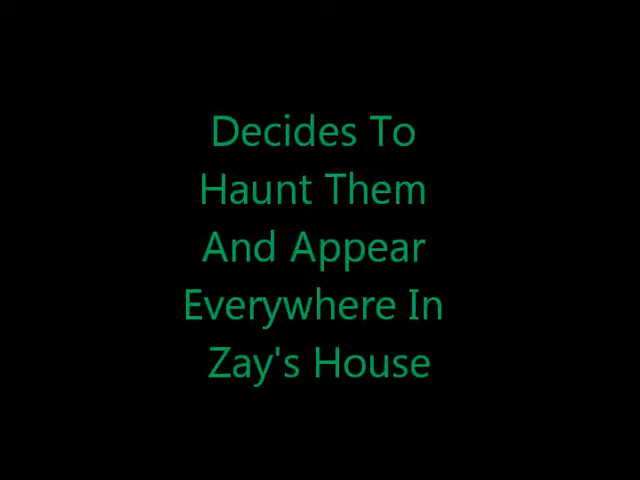 Decides To
Haunt Them
And Appear
Everywhere In
Zay's House